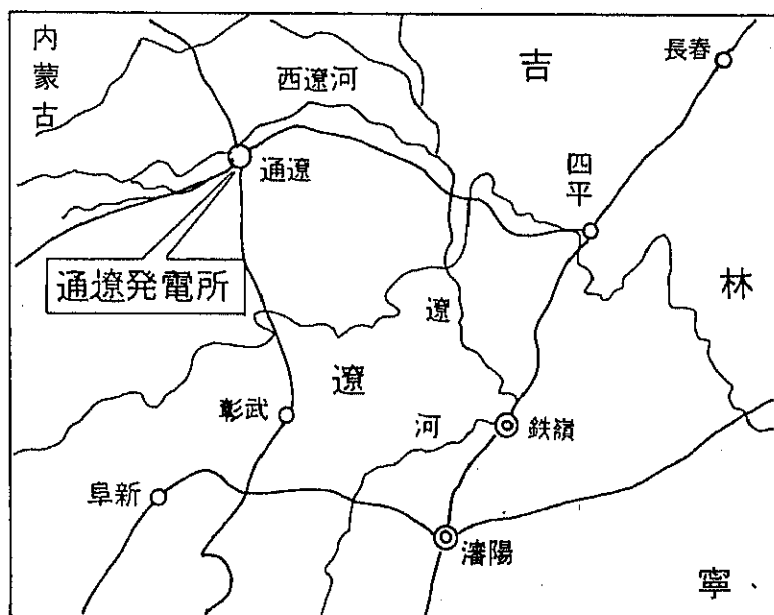 内蒙古
西遼河
吉
長春
四平
通遼
通遼発電所
林
遼
遼
彰武
河
鉄嶺
阜新
瀋陽
寧